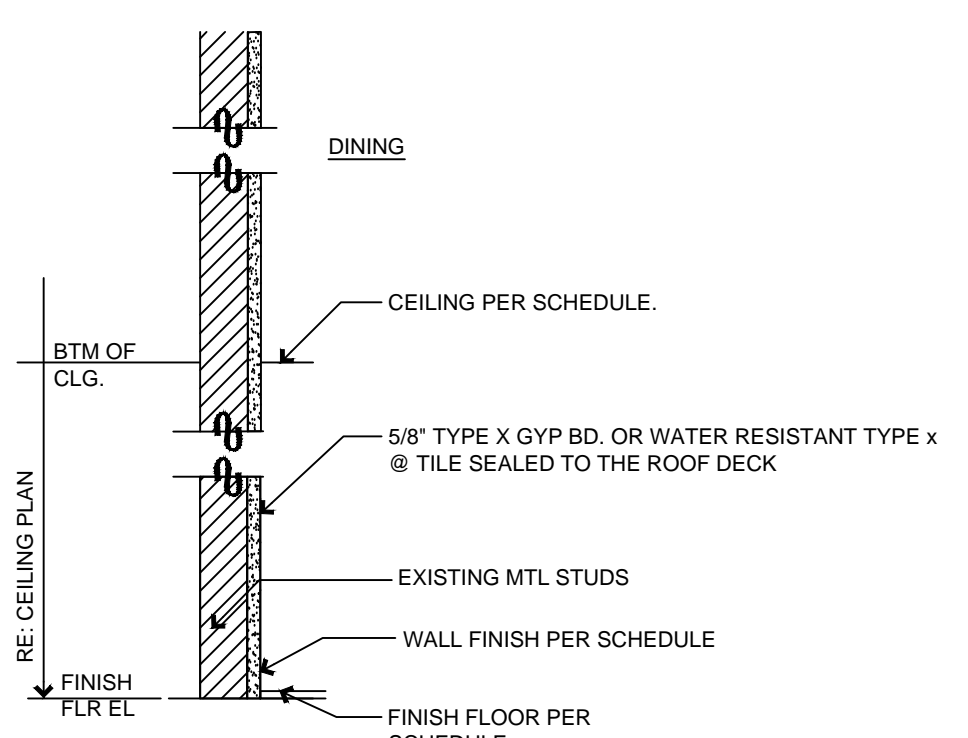 DINING
CEILING PER SCHEDULE.
BTM OF
CLG.
5/8" TYPE X GYP BD. OR WATER RESISTANT TYPE x
@ TILE SEALED TO THE ROOF DECK
RE: CEILING PLAN
EXISTING MTL STUDS
WALL FINISH PER SCHEDULE
FINISH
FLR EL
FINISH FLOOR PER
SCHEDULE